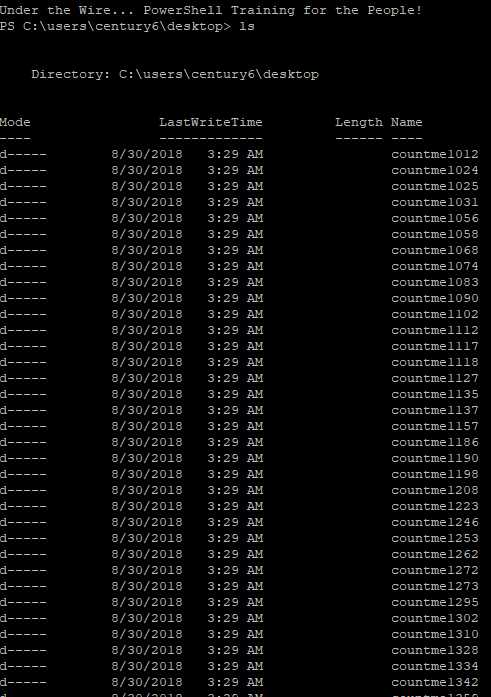 Under the Wire... PowerShell Training for the People!
PS C:\users\century6\desktop> ls
Directory: C:\users\century6\desktop
Mode LastWriteTime Length Name
---- ------------- ------ ----
d----- 8/30/2018 3:29 AM countme1012
d----- 8/30/2018 3:29 AM countme1024
d----- 8/30/2018 3:29 AM countme1025
d----- 8/30/2018 3:29 AM countme1031
d----- 8/30/2018 3:29 AM countme1056
d----- 8/30/2018 3:29 AM countme1058
d----- 8/30/2018 3:29 AM countme1068
d----- 8/30/2018 3:29 AM countme1074
d----- 8/30/2018 3:29 AM countme1083
d----- 8/30/2018 3:29 AM countme1090
d----- 8/30/2018 3:29 AM countme1102
d----- 8/30/2018 3:29 AM countme1112
d----- 8/30/2018 3:29 AM countme1117
d----- 8/30/2018 3:29 AM countme1118
d----- 8/30/2018 3:29 AM countme1127
d----- 8/30/2018 3:29 AM countme1135
d----- 8/30/2018 3:29 AM countme1137
d----- 8/30/2018 3:29 AM countme1157
d----- 8/30/2018 3:29 AM countme1186
d----- 8/30/2018 3:29 AM countme1190
d----- 8/30/2018 3:29 AM countme1198
d----- 8/30/2018 3:29 AM countme1208
d----- 8/30/2018 3:29 AM countme1223
d----- 8/30/2018 3:29 AM countme1246
d----- 8/30/2018 3:29 AM countme1253
d----- 8/30/2018 3:29 AM countme1262
d----- 8/30/2018 3:29 AM countme1272
d----- 8/30/2018 3:29 AM countme1273
d----- 8/30/2018 3:29 AM countme1295
d----- 8/30/2018 3:29 AM countme1302
d----- 8/30/2018 3:29 AM countme1310
d----- 8/30/2018 3:29 AM countme1328
d----- 8/30/2018 3:29 AM countme1334
d----- 8/30/2018 3:29 AM countme1342
d----- 8/30/2018 3:29 AM